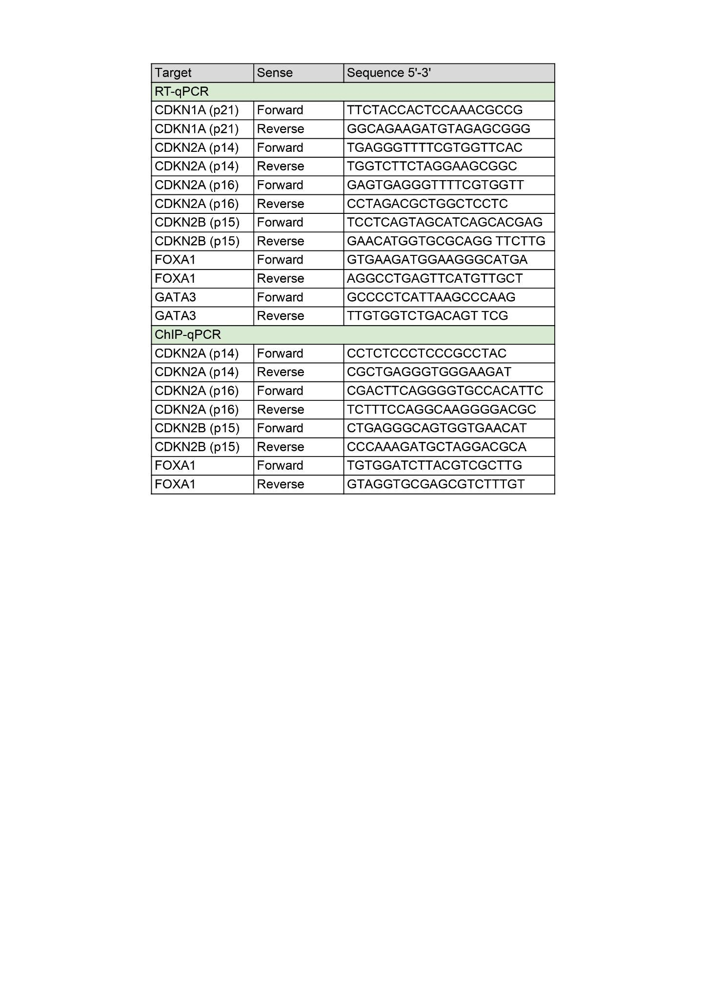 Target Sense Sequence 5'-3'
RT-qPCR
CDKN1A (p21) Forward TTCTACCACTCCAAACGCCG
CDKN1A (p21) Reverse GGCAGAAGATGTAGAGCGGG
CDKN2A (p14) Forward TGAGGGTTTTCGTGGTTCAC
CDKN2A (p14) Reverse TGGTCTTCTAGGAAGCGGC
CDKN2A (p16) Forward GAGTGAGGGTTTTCGTGGTT
CDKN2A (p16) Reverse CCTAGACGCTGGCTCCTC
CDKN2B (p15) Forward TCCTCAGTAGCATCAGCACGAG
CDKN2B (p15) Reverse GAACATGGTGCGCAGG TTCTTG
FOXA1 Forward GTGAAGATGGAAGGGCATGA
FOXA1 Reverse AGGCCTGAGTTCATGTTGCT
GATA3 Forward GCCCCTCATTAAGCCCAAG
GATA3 Reverse TTGTGGTCTGACAGT TCG
ChIP-qPCR
CDKN2A (p14) Forward CCTCTCCCTCCCGCCTAC
CDKN2A (p14) Reverse CGCTGAGGGTGGGAAGAT
CDKN2A (p16) Forward CGACTTCAGGGGTGCCACATTC
CDKN2A (p16) Reverse TCTTTCCAGGCAAGGGGACGC
CDKN2B (p15) Forward CTGAGGGCAGTGGTGAACAT
CDKN2B (p15) Reverse CCCAAAGATGCTAGGACGCA
FOXA1 Forward TGTGGATCTTACGTCGCTTG
FOXA1 Reverse GTAGGTGCGAGCGTCTTTGT